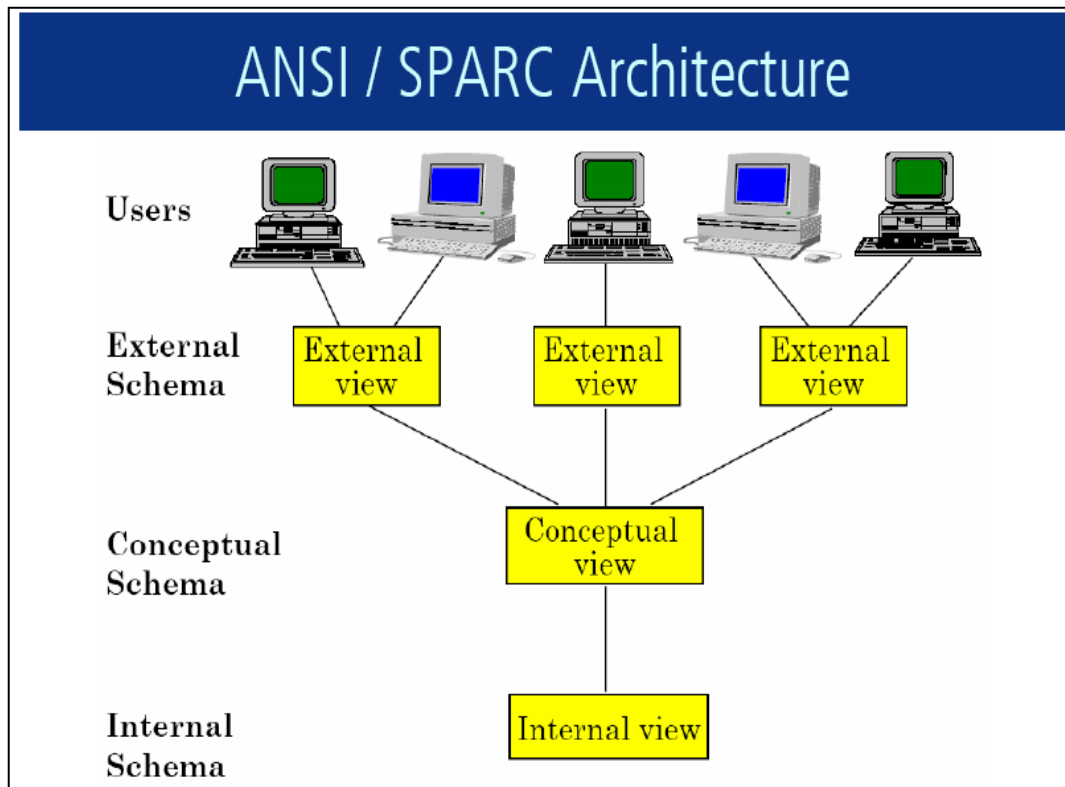 ANSI / SPARC Architecture
Users
External
Schema
External
view
External
view
External
view
Conceptual
Schema
Conceptual
view
Internal
Schema
Internal view